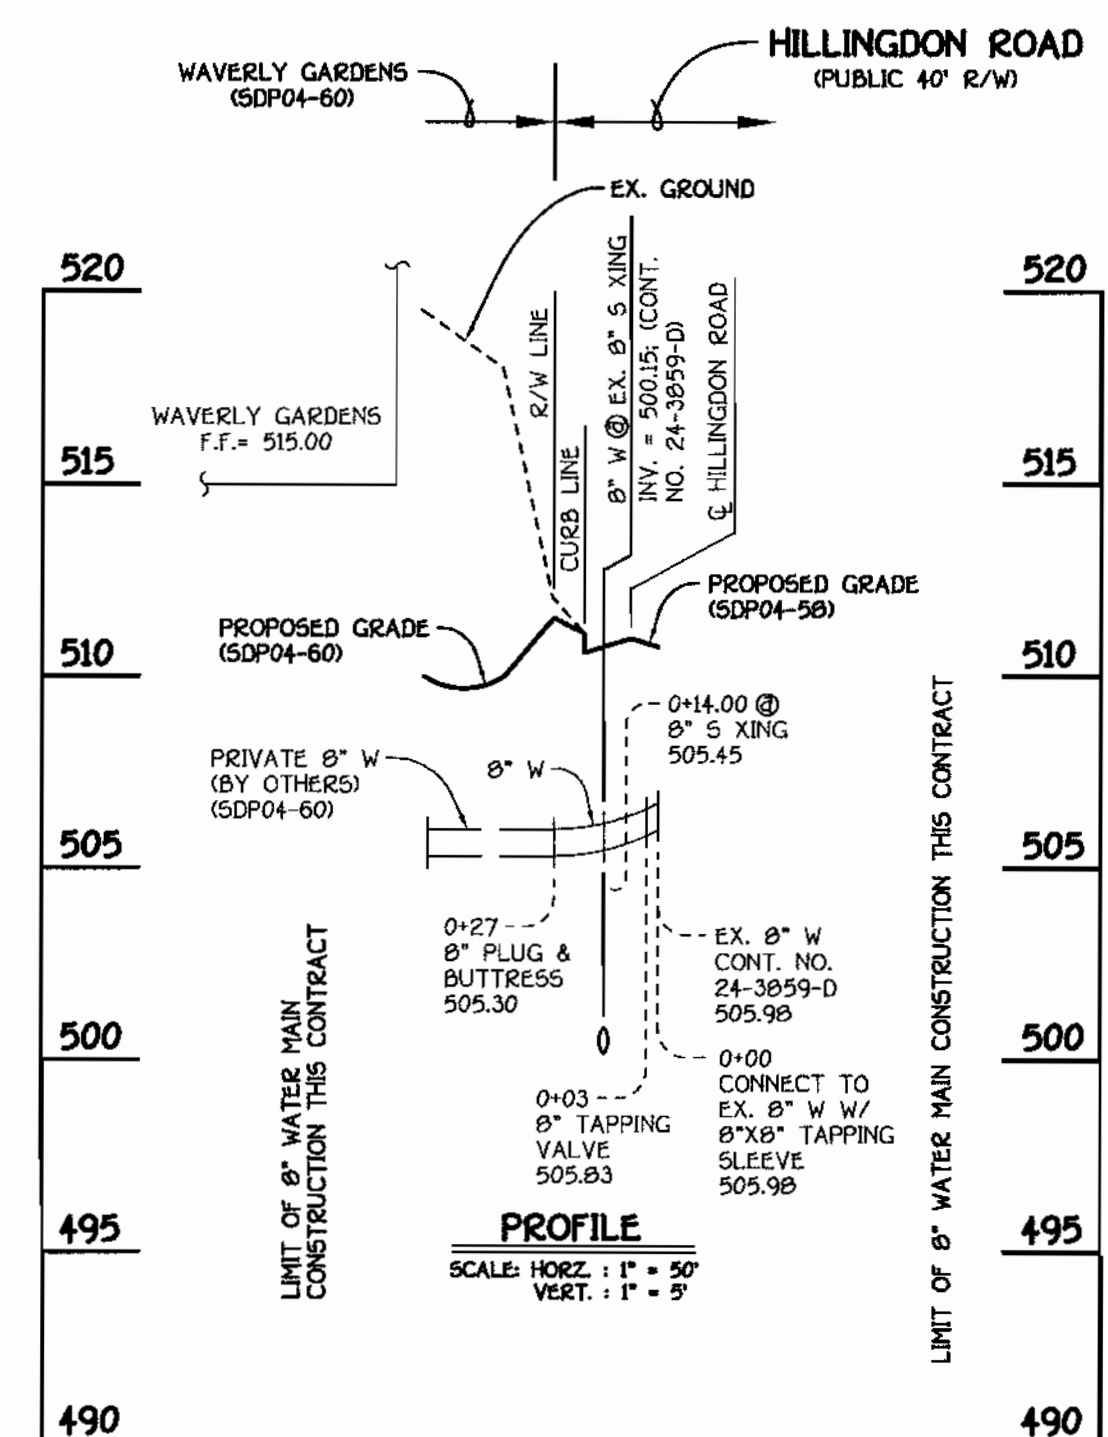 HILLINGDON ROAD
(PUBLIC 40' R/W)
WAVERLY GARDENS
(SDP04-60)
EX. GROUND
520
520
R/W LINE
CURB LINE
8" W @ EX. 8" S XING
INV. = 500.15; (CONT.
NO. 24-3859-D)
℄ HILLINGDON ROAD
WAVERLY GARDENS
F.F.= 515.00
515
515
PROPOSED GRADE
(SDP04-58)
PROPOSED GRADE
(SDP04-60)
510
510
0+14.00 @
8" S XING
505.45
PRIVATE 8" W
(BY OTHERS)
(SDP04-60)
8" W
505
505
0+27
8" PLUG &
BUTTRESS
505.30
EX. 8" W
CONT. NO.
24-3859-D
505.98
500
500
0+00
CONNECT TO
EX. 8" W W/
8"X8" TAPPING
SLEEVE
505.98
0+03
8" TAPPING
VALVE
505.83
LIMIT OF 8" WATER MAIN
CONSTRUCTION THIS CONTRACT
LIMIT OF 8" WATER MAIN CONSTRUCTION THIS CONTRACT
495
495
PROFILE
SCALE: HORZ. : 1" = 50'
VERT. : 1" = 5'
490
490